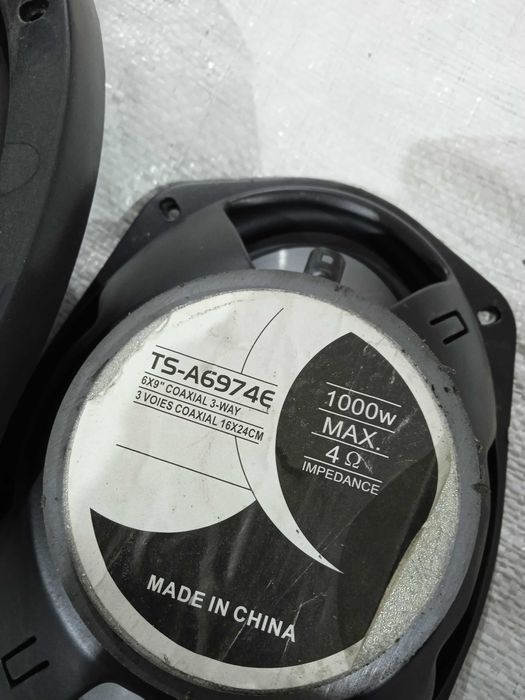 TS-A6974E
6X9" COAXIAL 3-WAY
3 VOIES COAXIAL 16X24CM
1000w
MAX.
4 Ω
IMPEDANCE
MADE IN CHINA